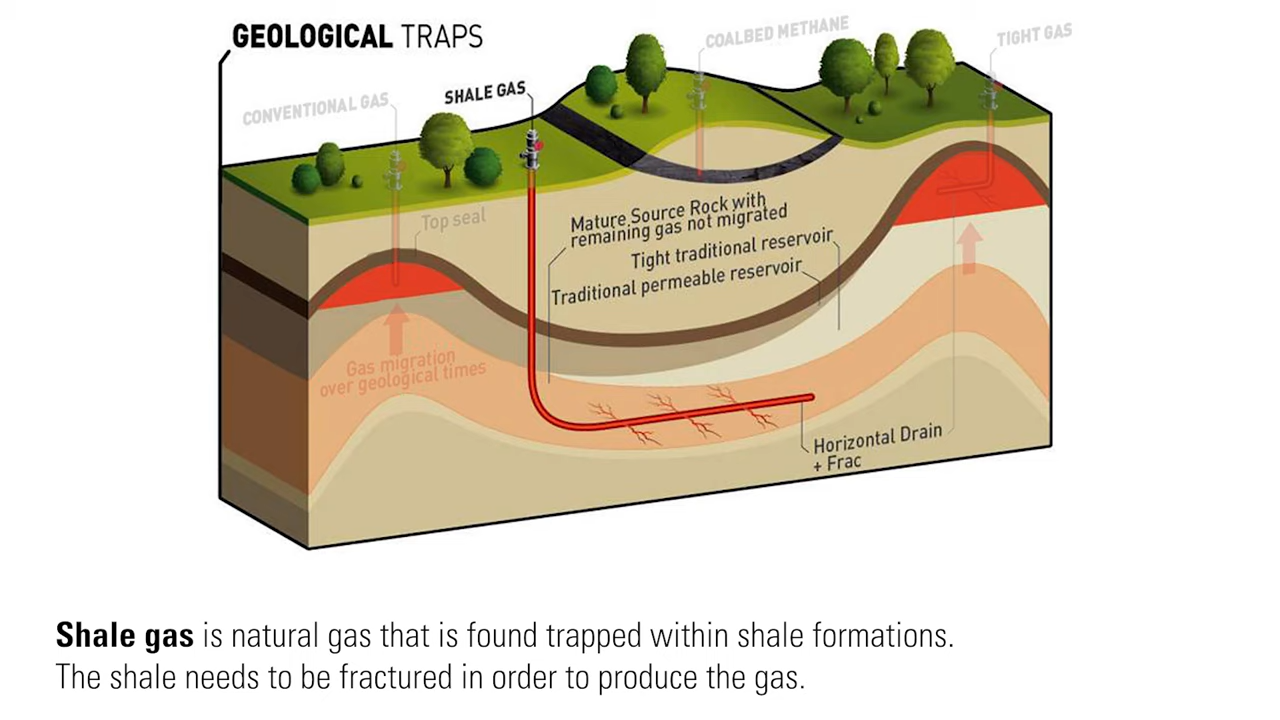 GEOLOGICAL TRAPS
COALBED METHANE
TIGHT GAS
SHALE GAS
CONVENTIONAL GAS
Top seal
Mature Source Rock with
remaining gas not migrated
Tight traditional reservoir
Traditional permeable reservoir
Gas migration
over geological times
Horizontal Drain
+ Frac
Shale gas is natural gas that is found trapped within shale formations.
The shale needs to be fractured in order to produce the gas.